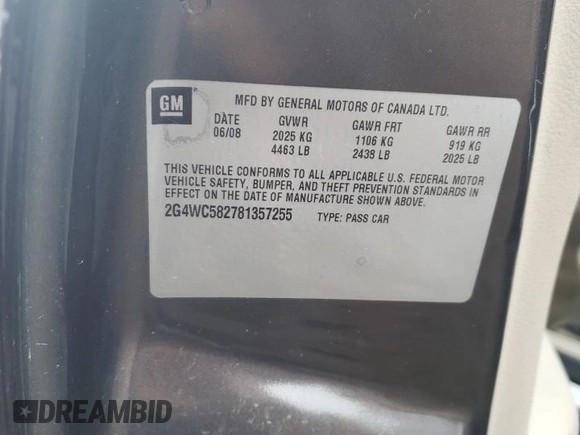 GM
MFD BY GENERAL MOTORS OF CANADA LTD.
DATE GVWR GAWR FRT GAWR RR
06/08 2025 KG 1106 KG 919 KG
4463 LB 2438 LB 2025 LB
THIS VEHICLE CONFORMS TO ALL APPLICABLE U.S. FEDERAL MOTOR
VEHICLE SAFETY, BUMPER, AND THEFT PREVENTION STANDARDS IN
EFFECT ON THE DATE OF MANUFACTURE SHOWN ABOVE.
2G4WC582781357255 TYPE: PASS CAR
DREAMBID